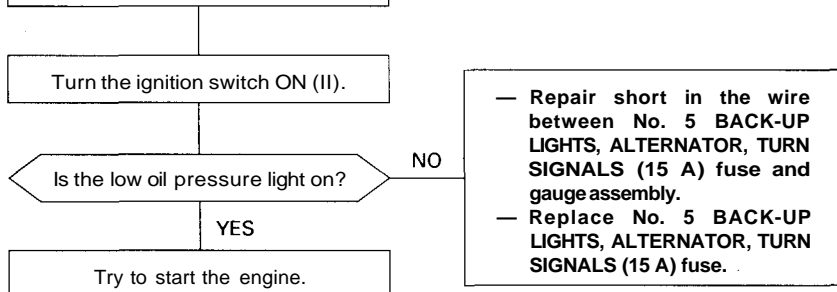 Turn the ignition switch ON (II).
Is the low oil pressure light on?
NO
YES
Try to start the engine.
— Repair short in the wire
between No. 5 BACK-UP
LIGHTS, ALTERNATOR, TURN
SIGNALS (15 A) fuse and
gauge assembly.
— Replace No. 5 BACK-UP
LIGHTS, ALTERNATOR, TURN
SIGNALS (15 A) fuse.